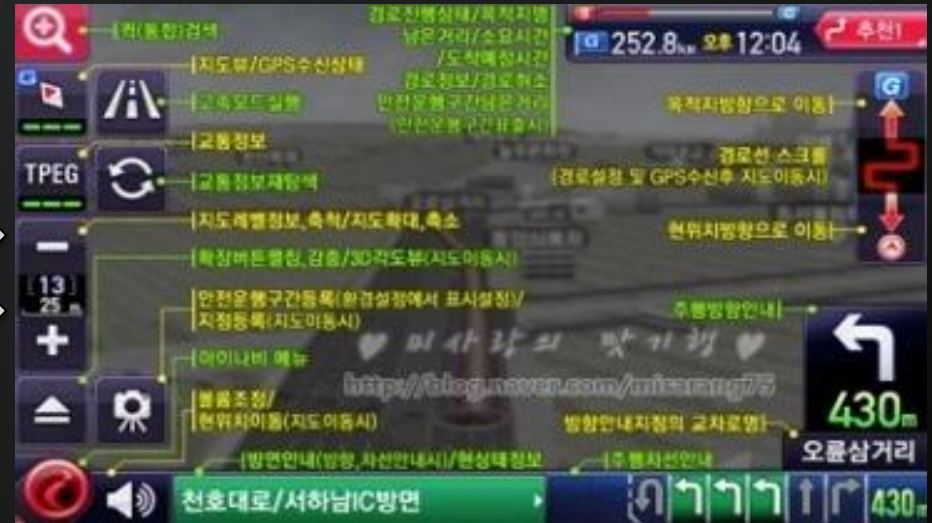 퀵(통합)검색
경로진행상태/목적지명
남은거리/소요시간
/도착예정시간
경로정보/경로취소
안전운행구간남은거리
(안전운행구간표출시)
G 252.8km 오후 12:04
추천1
지도뷰/GPS수신상태
고속모드실행
교통정보
TPEG
교통정보재탐색
목적지방향으로 이동
G
경로선 스크롤
(경로설정 및 GPS수신후 지도이동시)
현위치방향으로 이동
지도레벨정보,축척/지도확대,축소
확장버튼펼침,감춤/3D각도뷰(지도이동시)
13
25 m
안전운행구간등록(환경설정에서 표시설정)/
지점등록(지도이동시)
주행방향안내
아이나비 메뉴
♥ 미사랑의 맛기행 ♥
http://blog.naver.com/misarang75
볼륨조정/
현위치이동(지도이동시)
430m
방향안내지점의 교차로명
오륜삼거리
방면안내(방향,차선안내시)/현상태정보
주행차선안내
천호대로/서하남IC방면
430m